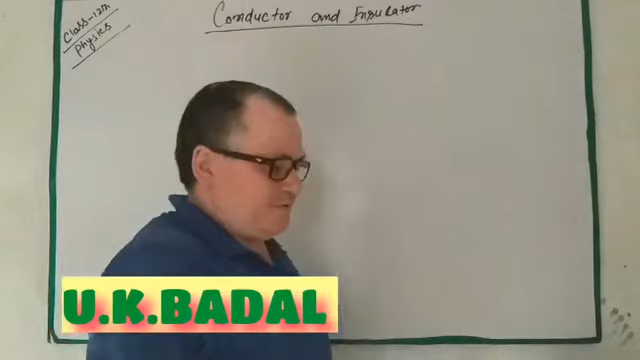 Class-12th
Physics
Conductor and Insulator
U.K.BADAL